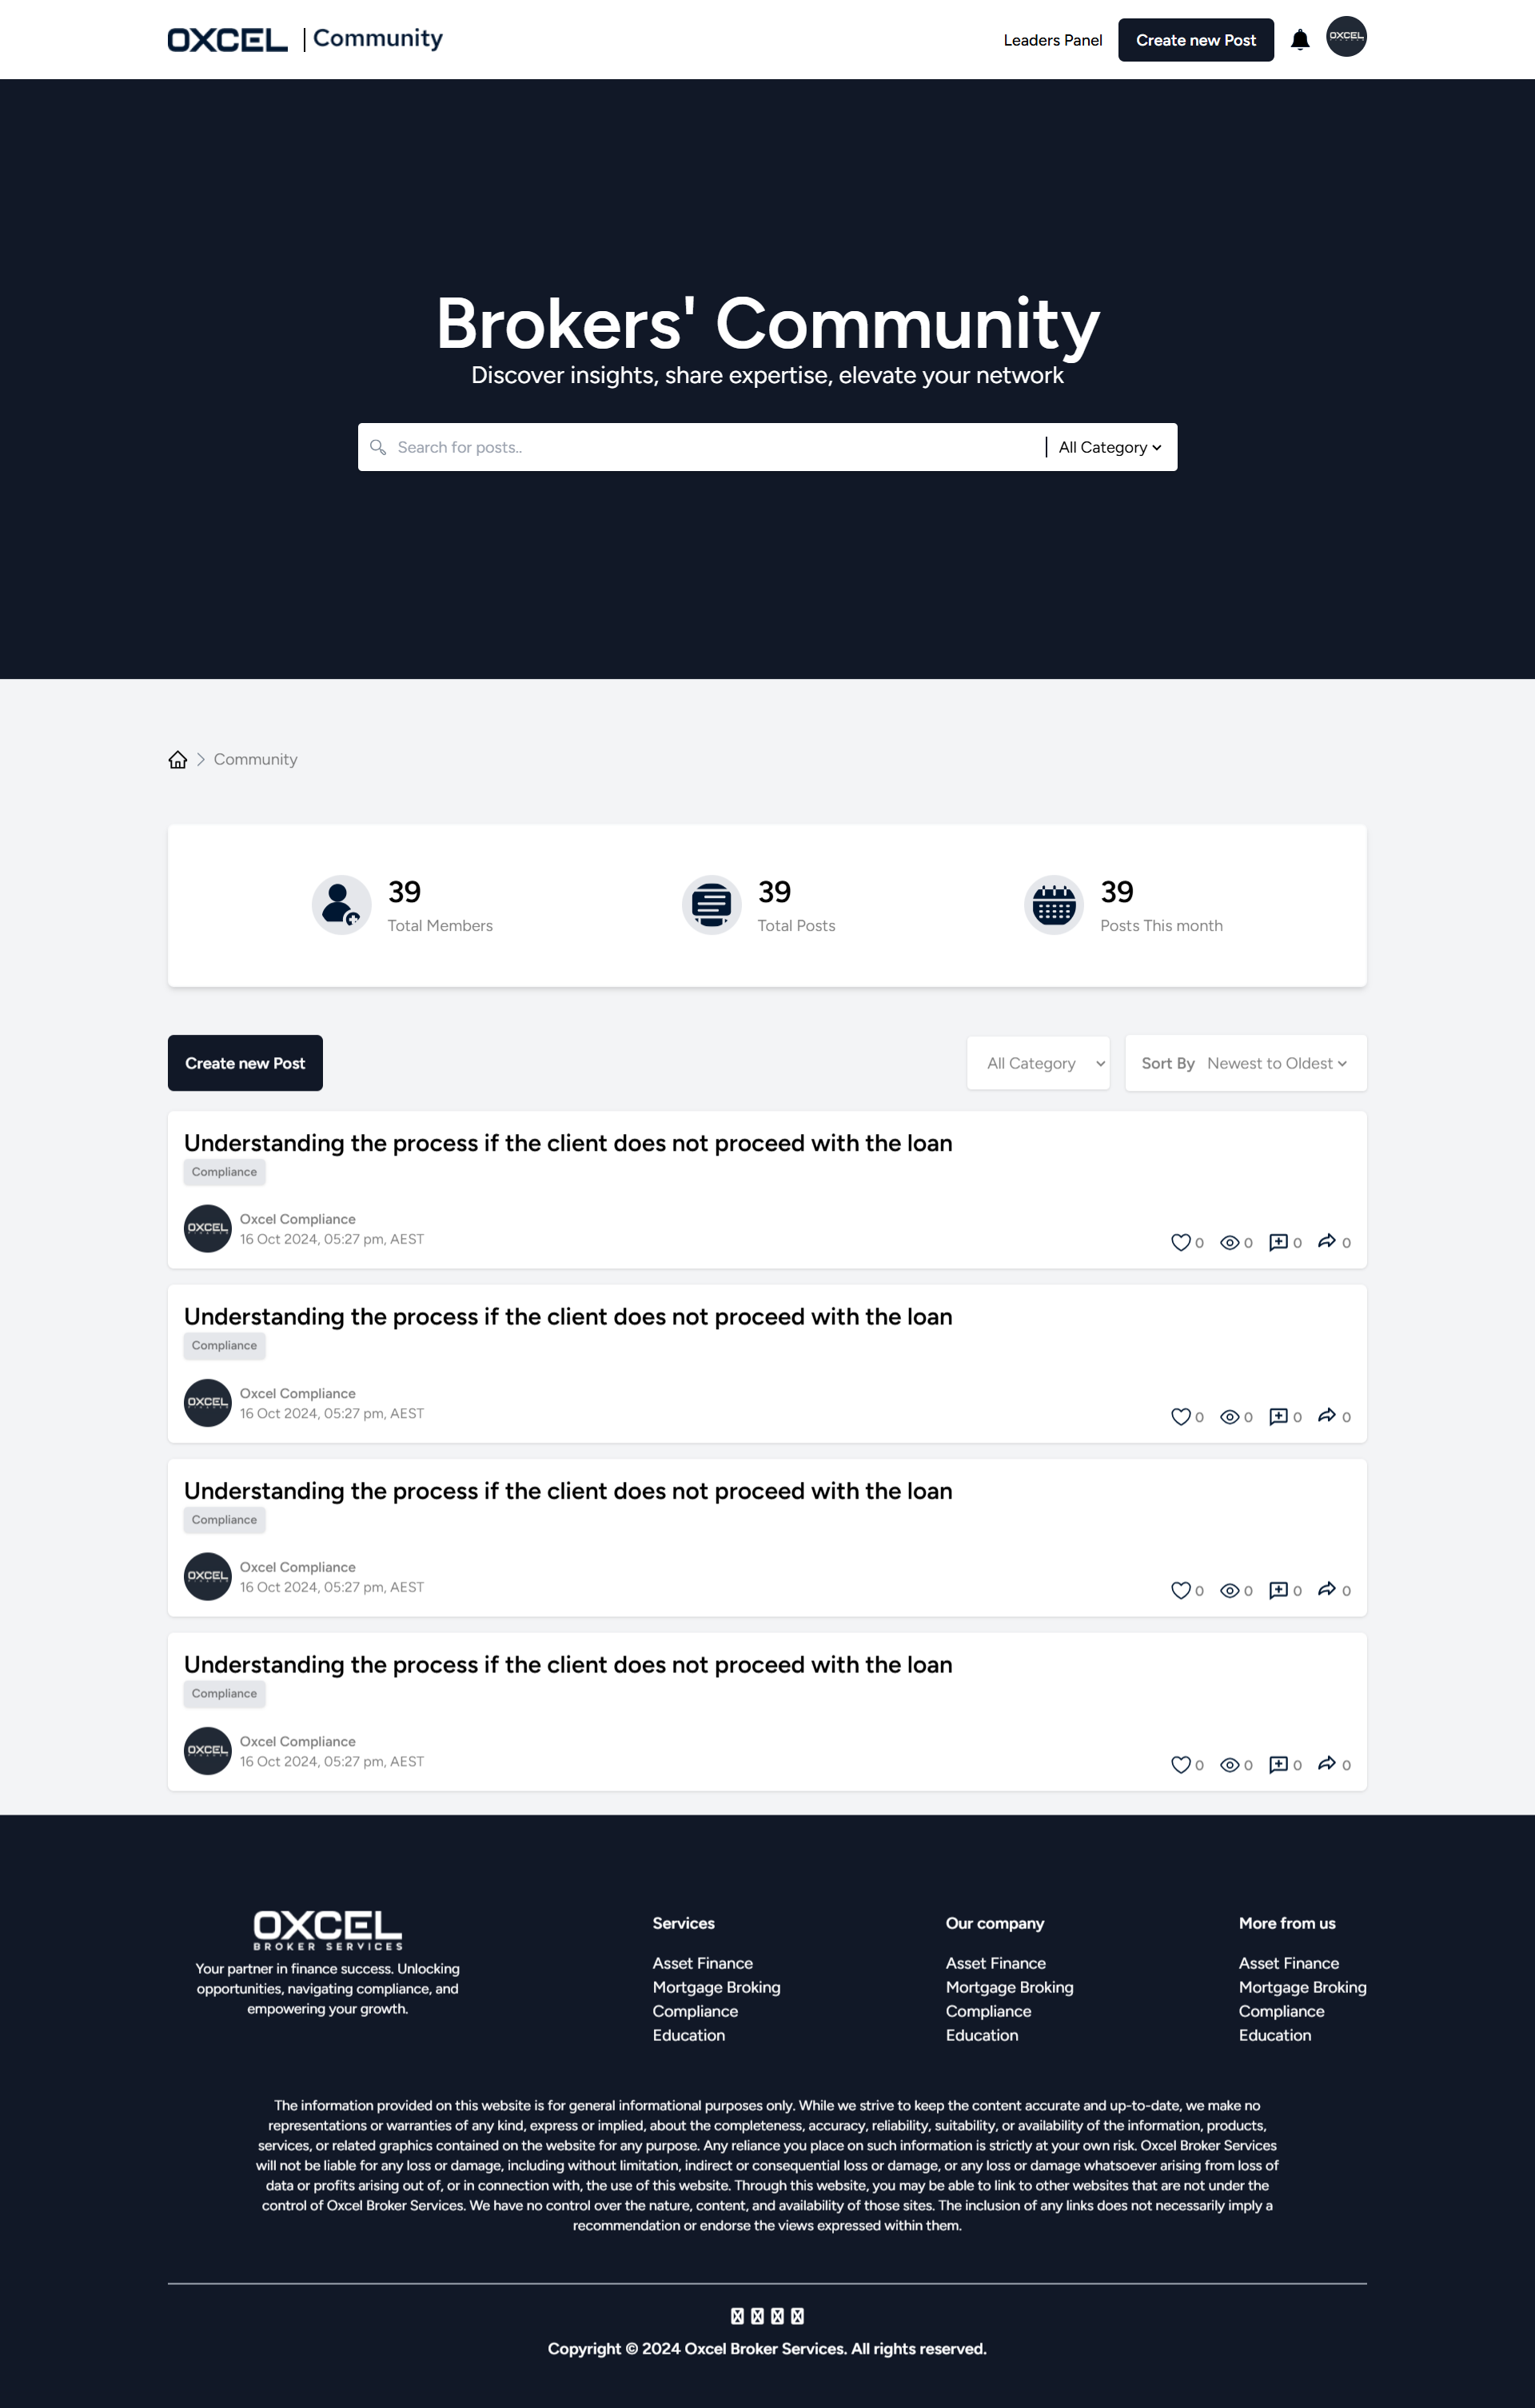 OXCEL | Community
Leaders Panel
Create new Post
OXCEL
Brokers' Community
Discover insights, share expertise, elevate your network
Search for posts..
All Category
Community
39
Total Members
39
Total Posts
39
Posts This month
Create new Post
All Category
Sort By Newest to Oldest
Understanding the process if the client does not proceed with the loan
Compliance
OXCEL
Oxcel Compliance
16 Oct 2024, 05:27 pm, AEST
0 0 0 0
Understanding the process if the client does not proceed with the loan
Compliance
OXCEL
Oxcel Compliance
16 Oct 2024, 05:27 pm, AEST
0 0 0 0
Understanding the process if the client does not proceed with the loan
Compliance
OXCEL
Oxcel Compliance
16 Oct 2024, 05:27 pm, AEST
0 0 0 0
Understanding the process if the client does not proceed with the loan
Compliance
OXCEL
Oxcel Compliance
16 Oct 2024, 05:27 pm, AEST
0 0 0 0
OXCEL
BROKER SERVICES
Your partner in finance success. Unlocking
opportunities, navigating compliance, and
empowering your growth.
Services
Asset Finance
Mortgage Broking
Compliance
Education
Our company
Asset Finance
Mortgage Broking
Compliance
Education
More from us
Asset Finance
Mortgage Broking
Compliance
Education
The information provided on this website is for general informational purposes only. While we strive to keep the content accurate and up-to-date, we make no
representations or warranties of any kind, express or implied, about the completeness, accuracy, reliability, suitability, or availability of the information, products,
services, or related graphics contained on the website for any purpose. Any reliance you place on such information is strictly at your own risk. Oxcel Broker Services
will not be liable for any loss or damage, including without limitation, indirect or consequential loss or damage, or any loss or damage whatsoever arising from loss of
data or profits arising out of, or in connection with, the use of this website. Through this website, you may be able to link to other websites that are not under the
control of Oxcel Broker Services. We have no control over the nature, content, and availability of those sites. The inclusion of any links does not necessarily imply a
recommendation or endorse the views expressed within them.
Copyright © 2024 Oxcel Broker Services. All rights reserved.